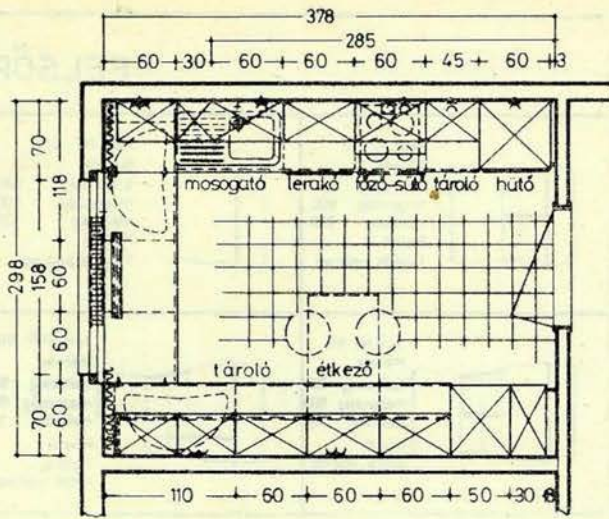 378
285
60 30 60 60 60 45 60 3
70 118 60 60 60
298
70 158 70
mosogató lerakó főző-sütő tároló hűtő
tároló étkező
110 60 60 60 50 30 8